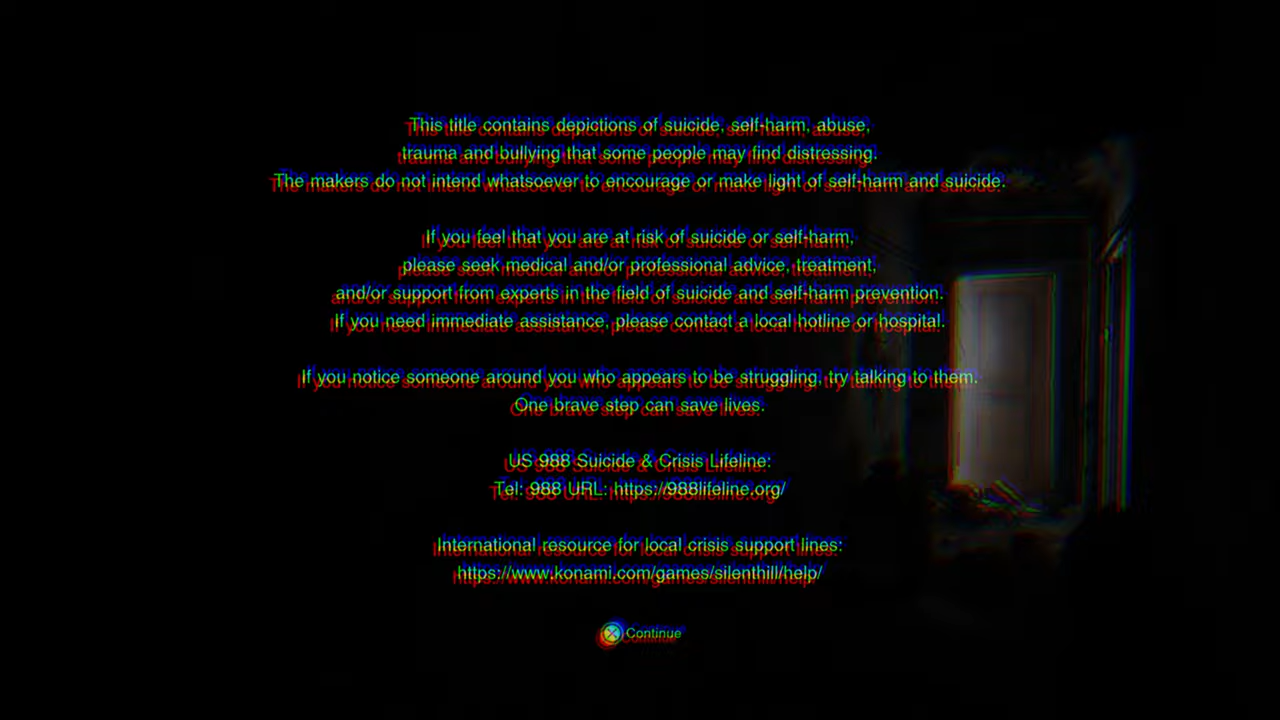 This title contains depictions of suicide, self-harm, abuse,
trauma and bullying that some people may find distressing.
The makers do not intend whatsoever to encourage or make light of self-harm and suicide.
If you feel that you are at risk of suicide or self-harm,
please seek medical and/or professional advice, treatment,
and/or support from experts in the field of suicide and self-harm prevention.
If you need immediate assistance, please contact a local hotline or hospital.
If you notice someone around you who appears to be struggling, try talking to them.
One brave step can save lives.
US 988 Suicide & Crisis Lifeline:
Tel: 988 URL: https://988lifeline.org/
International resource for local crisis support lines:
https://www.konami.com/games/silenthill/help/
Continue